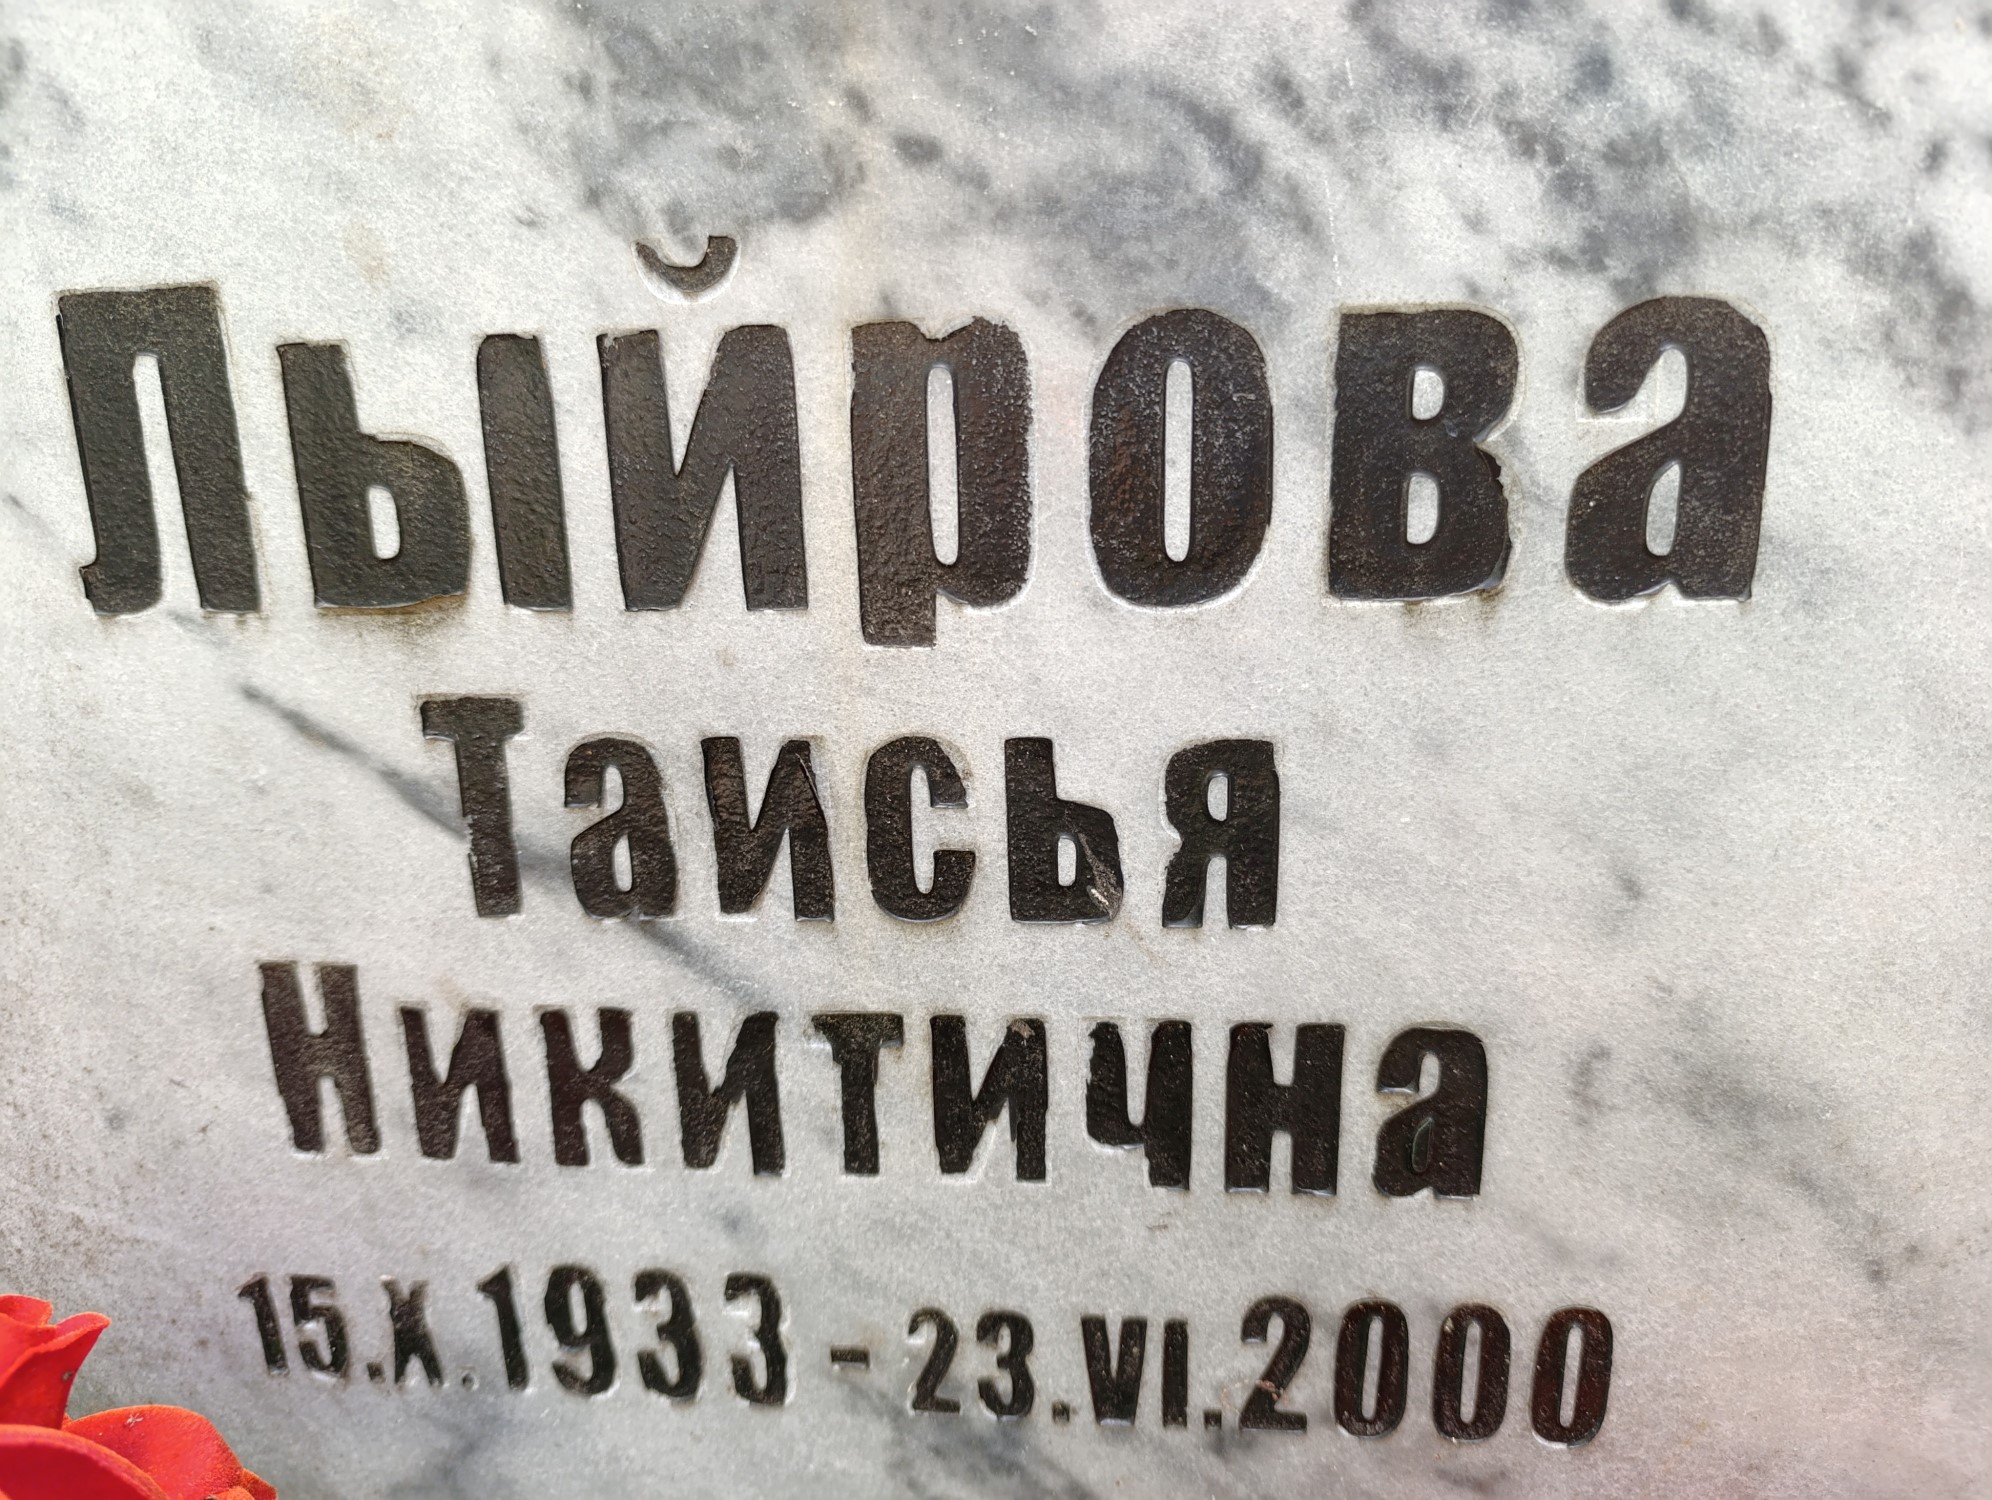 Лыйрова
Таисья
Никитична
15.X.1933 - 23.VI.2000